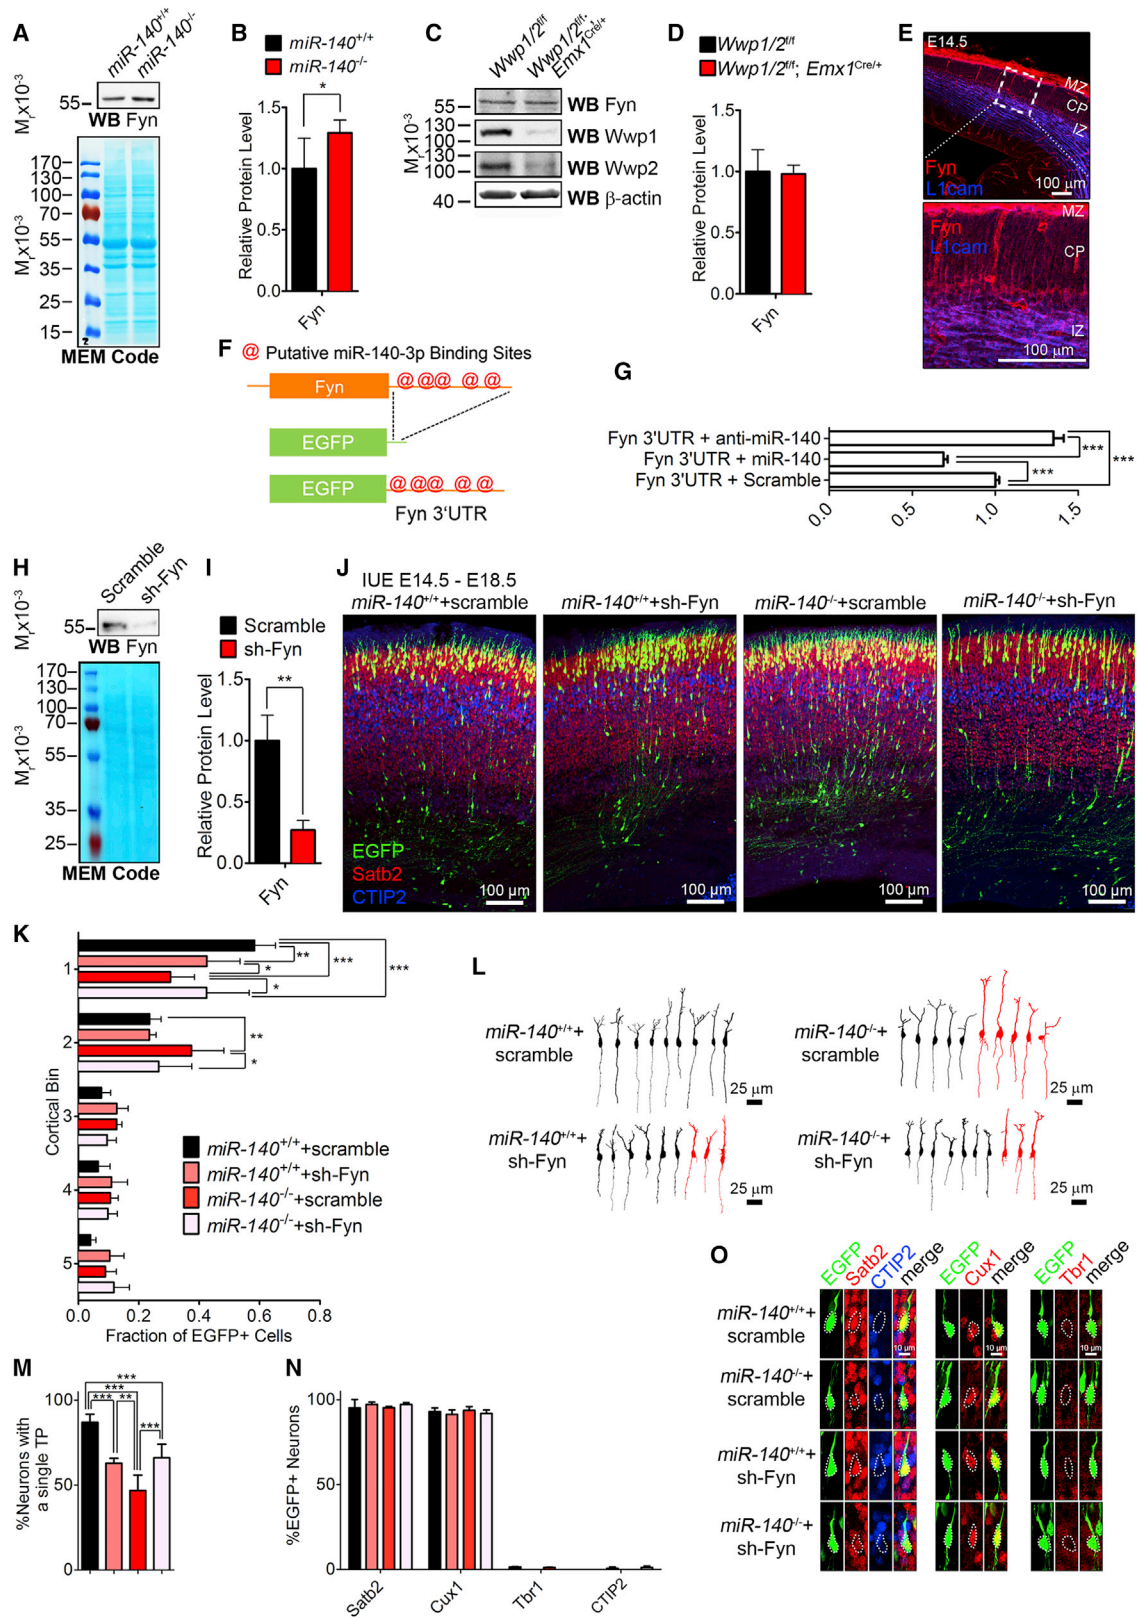 A
miR-140+/+
miR-140-/-
Mrx10-3
55
WB Fyn
Mrx10-3
170
130
100
70
55
35
25
15
MEM Code
B
miR-140+/+
miR-140-/-
Relative Protein Level
1.5
1.0
0.5
0.0
*
Fyn
C
Wwp1/2f/f
Wwp1/2f/f;
Emx1Cre/+
Mrx10-3
55
130
100
130
100
40
WB Fyn
WB Wwp1
WB Wwp2
WB β-actin
D
Wwp1/2f/f
Wwp1/2f/f; Emx1Cre/+
Relative Protein Level
1.5
1.0
0.5
0.0
Fyn
E
E14.5
MZ
CP
IZ
Fyn
L1cam
100 µm
MZ
Fyn
L1cam
CP
IZ
100 µm
F
@ Putative miR-140-3p Binding Sites
Fyn
@@@ @ @
EGFP
EGFP
@@@ @ @
Fyn 3'UTR
G
Fyn 3'UTR + anti-miR-140
Fyn 3'UTR + miR-140
Fyn 3'UTR + Scramble
***
***
***
0.0
0.5
1.0
1.5
H
Scramble
sh-Fyn
Mrx10-3
55
WB Fyn
Mrx10-3
170
130
100
70
55
35
25
MEM Code
I
Scramble
sh-Fyn
Relative Protein Level
1.5
1.0
0.5
0.0
**
Fyn
J
IUE E14.5 - E18.5
miR-140+/++scramble
miR-140+/++sh-Fyn
miR-140-/-+scramble
miR-140-/-+sh-Fyn
EGFP
Satb2
CTIP2
100 µm
100 µm
100 µm
100 µm
K
Cortical Bin
1
2
3
4
5
**
*
*
***
***
**
*
miR-140+/++scramble
miR-140+/++sh-Fyn
miR-140-/-+scramble
miR-140-/-+sh-Fyn
0.0
0.2
0.4
0.6
0.8
Fraction of EGFP+ Cells
L
miR-140+/++
scramble
25 µm
miR-140-/-+
scramble
25 µm
miR-140+/++
sh-Fyn
25 µm
miR-140-/-+
sh-Fyn
25 µm
M
%Neurons with
a single TP
100
50
0
***
***
***
**
***
N
%EGFP+ Neurons
100
50
0
Satb2
Cux1
Tbr1
CTIP2
O
EGFP
Satb2
CTIP2
merge
EGFP
Cux1
merge
EGFP
Tbr1
merge
miR-140+/++
scramble
10 µm
10 µm
10 µm
miR-140-/-+
scramble
miR-140+/++
sh-Fyn
miR-140-/-+
sh-Fyn